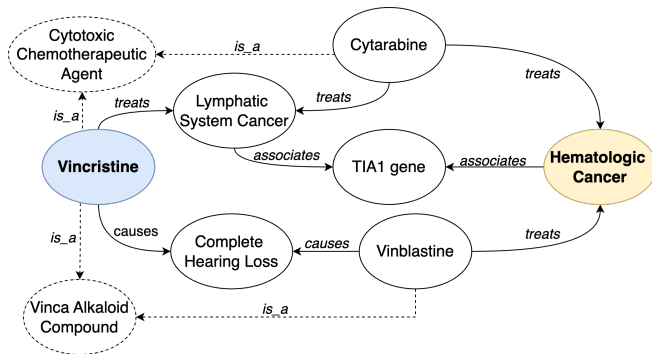 Cytotoxic
Chemotherapeutic
Agent
is_a
Cytarabine
treats
is_a
treats
Lymphatic
System Cancer
treats
Vincristine
associates
TIA1 gene
associates
Hematologic
Cancer
is_a
causes
Complete
Hearing Loss
causes
Vinblastine
treats
Vinca Alkaloid
Compound
is_a